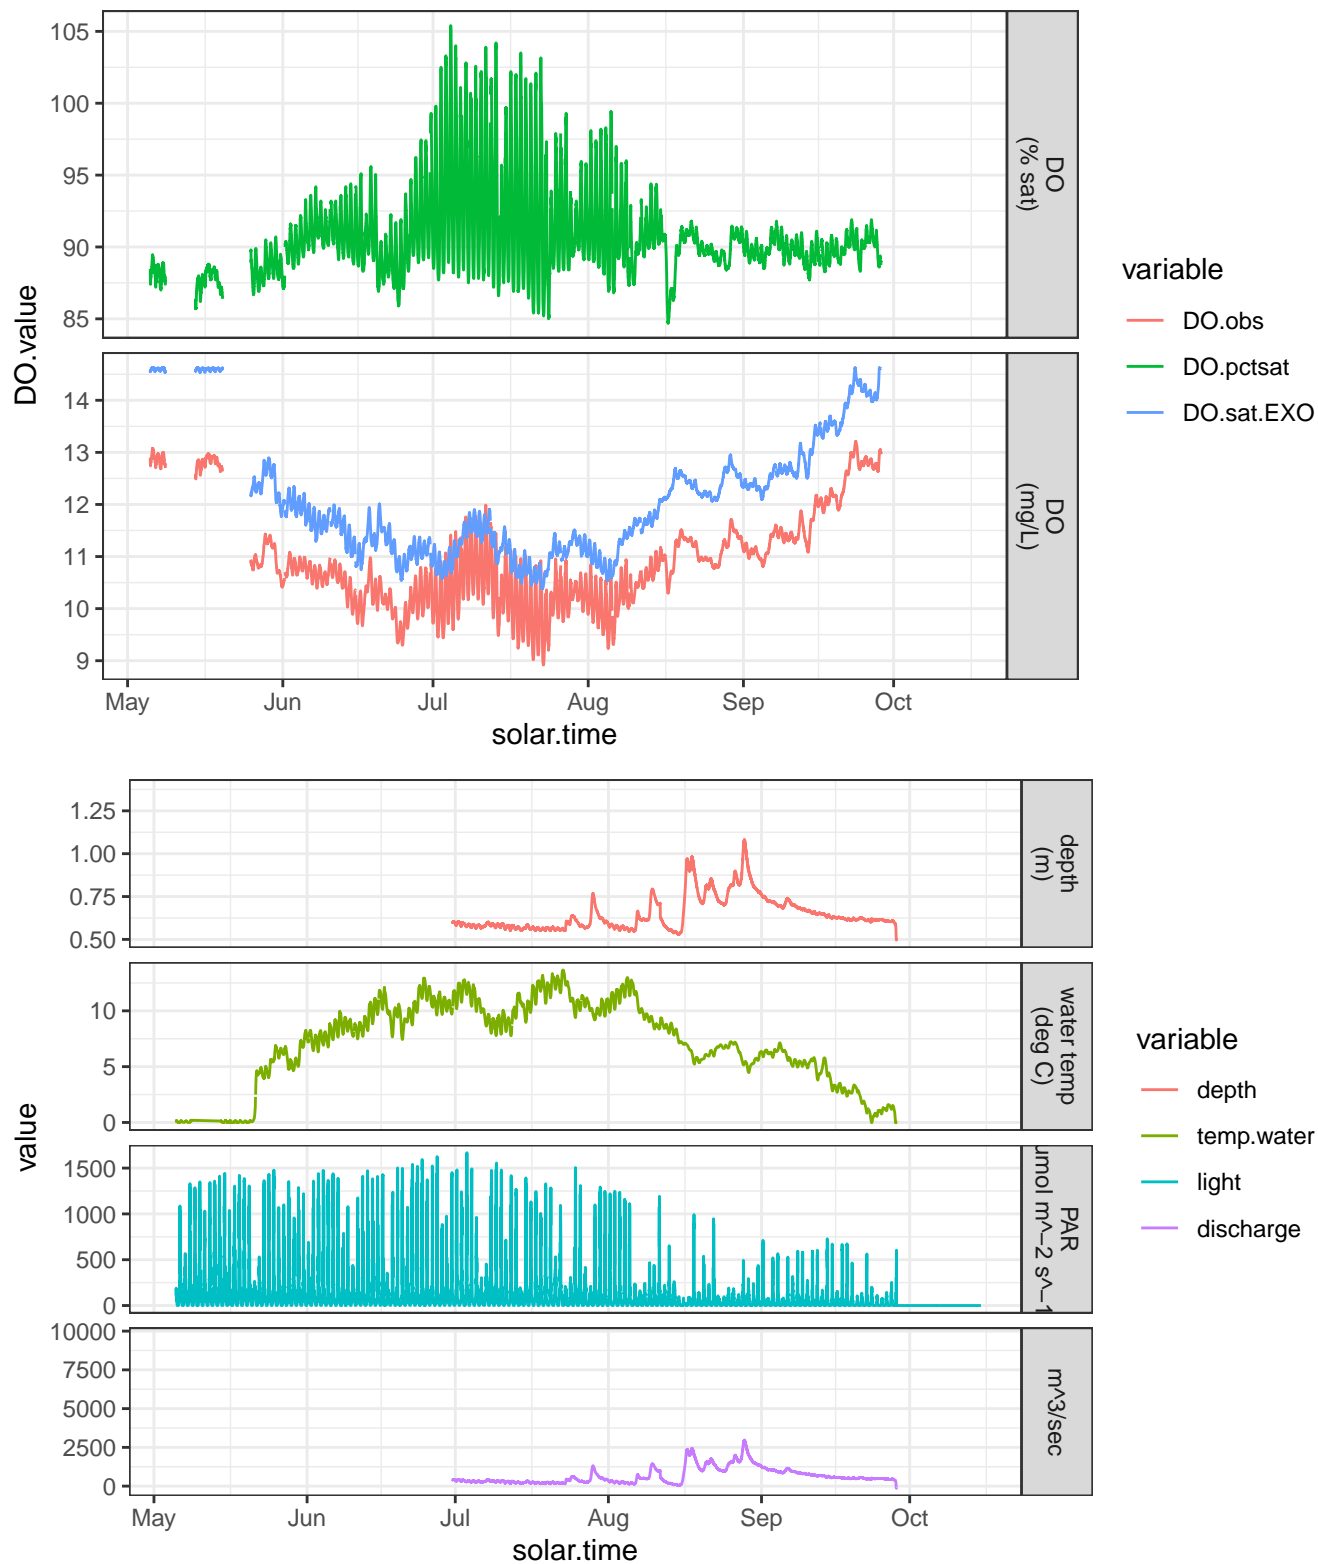 105
100
95
90
85
DO
(% sat)
14
13
12
11
10
9
DO
(mg/L)
DO.value
May
Jun
Jul
Aug
Sep
Oct
solar.time
variable
DO.obs
DO.pctsat
DO.sat.EXO
1.25
1.00
0.75
0.50
depth
(m)
10
5
0
water temp
(deg C)
1500
1000
500
0
PAR
umol m^-2 s^-1
10000
7500
5000
2500
0
m^3/sec
value
May
Jun
Jul
Aug
Sep
Oct
solar.time
variable
depth
temp.water
light
discharge